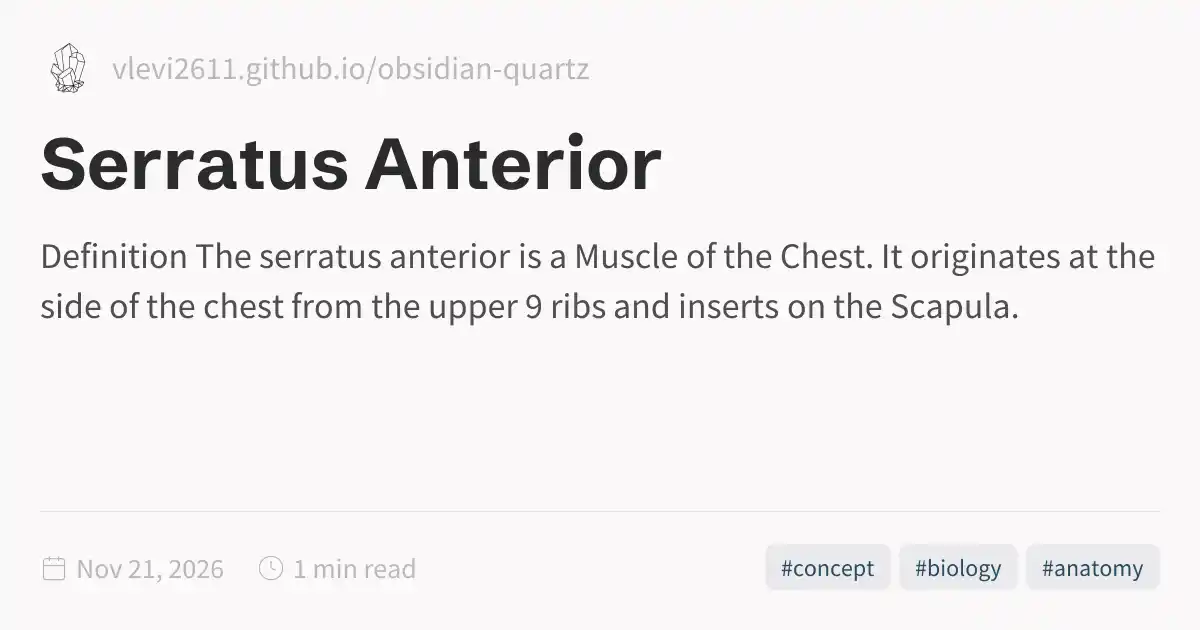 vlevi2611.github.io/obsidian-quartz
Serratus Anterior
Definition The serratus anterior is a Muscle of the Chest. It originates at the
side of the chest from the upper 9 ribs and inserts on the Scapula.
Nov 21, 2026 1 min read #concept #biology #anatomy